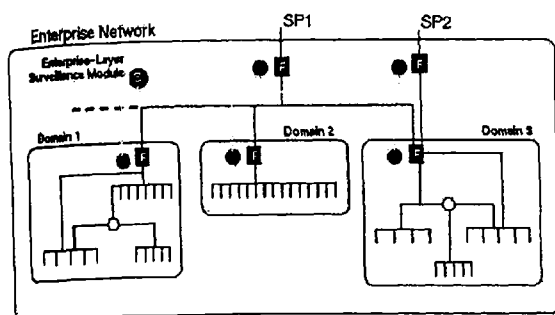 SP1
SP2
Enterprise Network
Enterprise-Layer
Surveillance Module
F
F
Domain 1
Domain 2
Domain 3
F
F
F